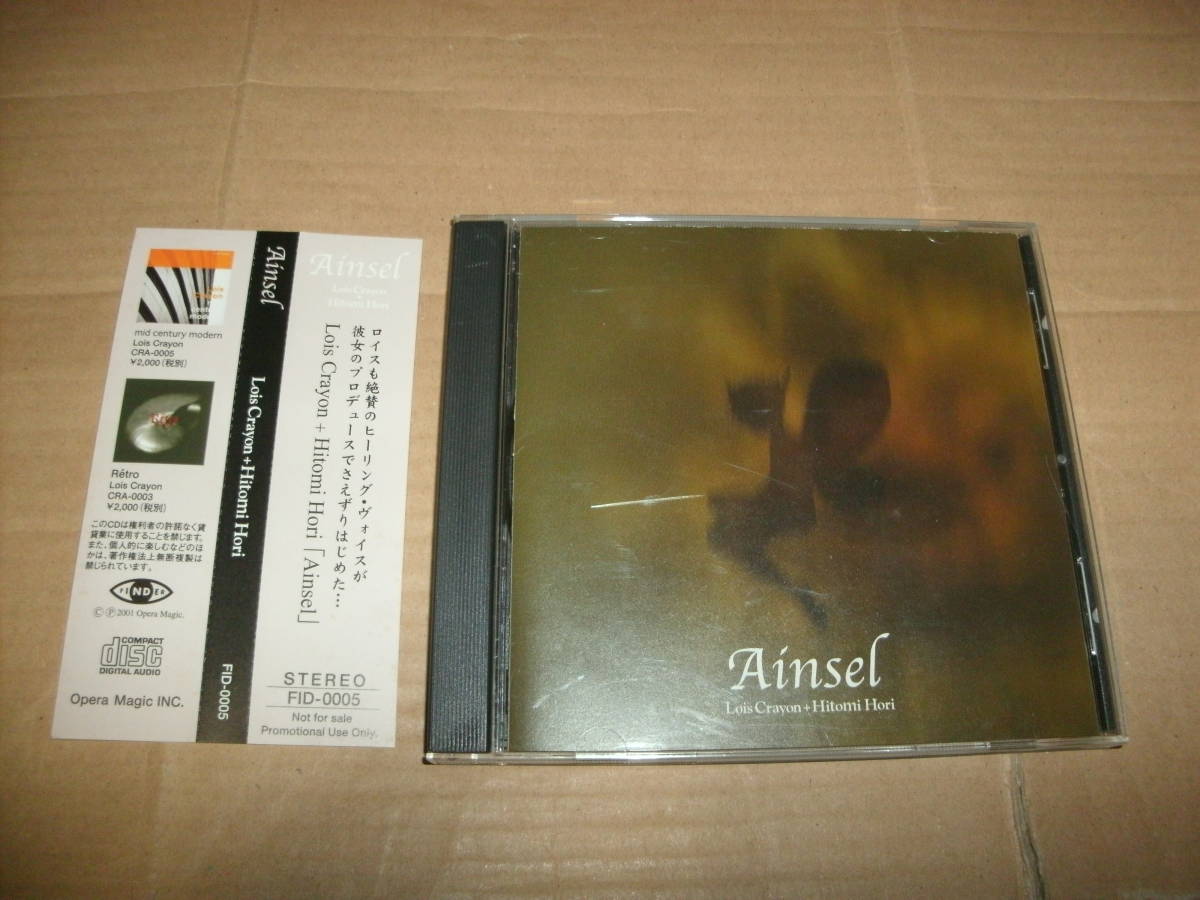 mid century modern
Lois Crayon
CRA-0005
¥2,000(税別)
Rétro
Lois Crayon
CRA-0003
¥2,000(税別)
このCDは権利者の許諾なく賃
貸業に使用することを禁じます。
また、個人的に楽しむなどのほ
かは、著作権法上無断複製は
禁じられています。
FINDER
©Ⓟ2001 Opera Magic.
COMPACT
disc
DIGITAL AUDIO
Opera Magic INC.
Ainsel
Lois Crayon+Hitomi Hori
FID-0005
Ainsel
Lois Crayon
+
Hitomi Hori
ロイスも絶賛のヒーリング・ヴォイスが
彼女のプロデュースでさえずりはじめた…
Lois Crayon + Hitomi Hori「Ainsel」
STEREO
FID-0005
Not for sale
Promotional Use Only.
Ainsel
Lois Crayon+Hitomi Hori